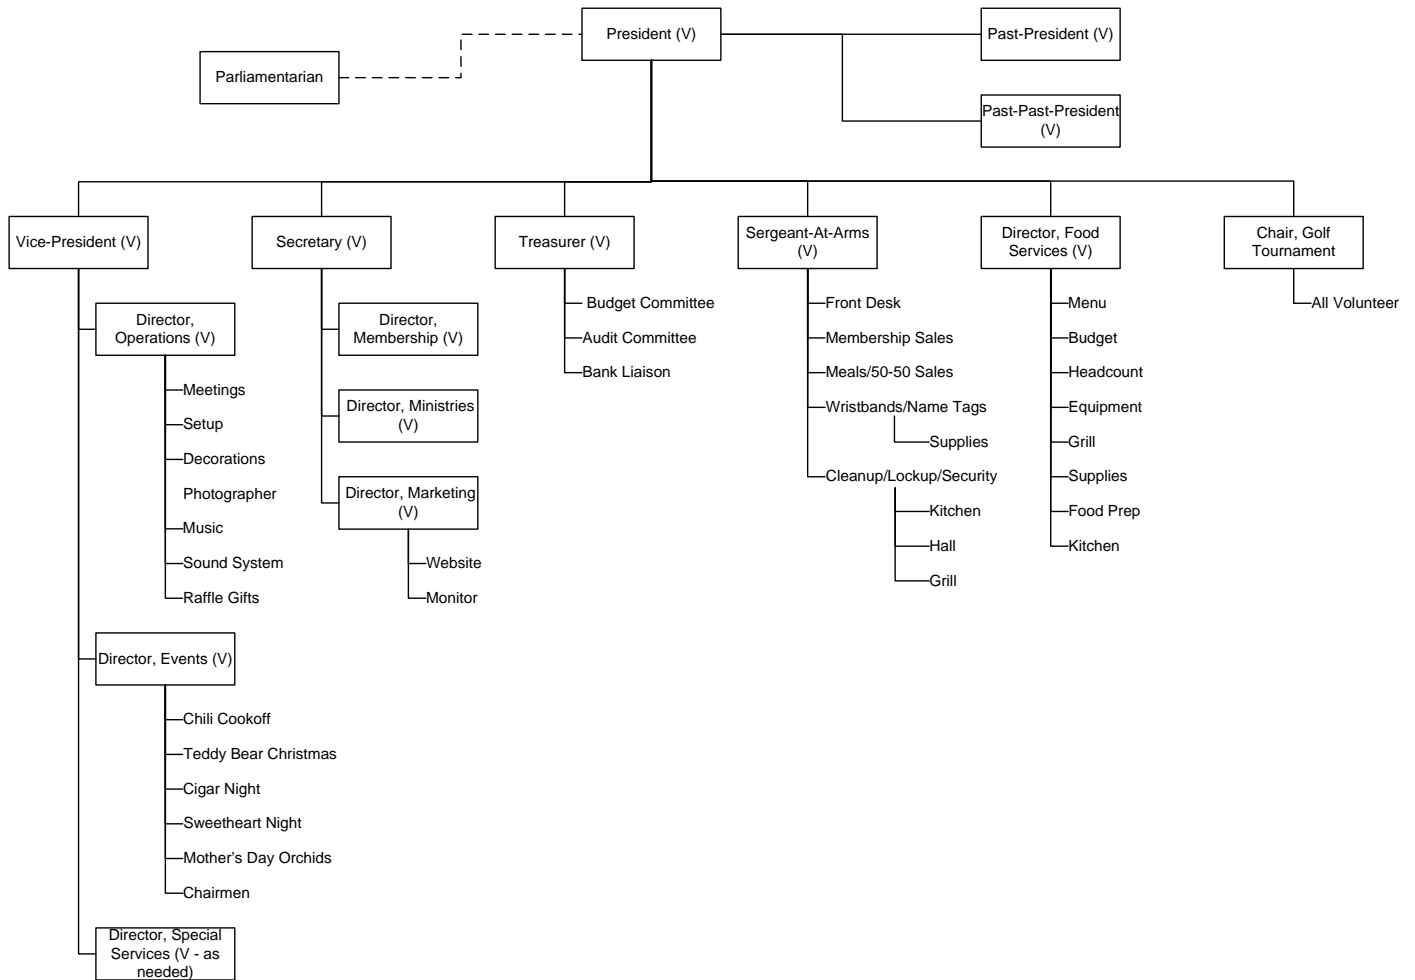 President (V)
Past-President (V)
Parliamentarian
Past-Past-President
(V)
Vice-President (V)
Secretary (V)
Treasurer (V)
Sergeant-At-Arms
(V)
Director, Food
Services (V)
Chair, Golf
Tournament
Director,
Operations (V)
Meetings
Setup
Decorations
Photographer
Music
Sound System
Raffle Gifts
Director, Events (V)
Chili Cookoff
Teddy Bear Christmas
Cigar Night
Sweetheart Night
Mother's Day Orchids
Chairmen
Director, Special
Services (V - as
needed)
Director,
Membership (V)
Director, Ministries
(V)
Director, Marketing
(V)
Website
Monitor
Budget Committee
Audit Committee
Bank Liaison
Front Desk
Membership Sales
Meals/50-50 Sales
Wristbands/Name Tags
Supplies
Cleanup/Lockup/Security
Kitchen
Hall
Grill
Menu
Budget
Headcount
Equipment
Grill
Supplies
Food Prep
Kitchen
All Volunteer